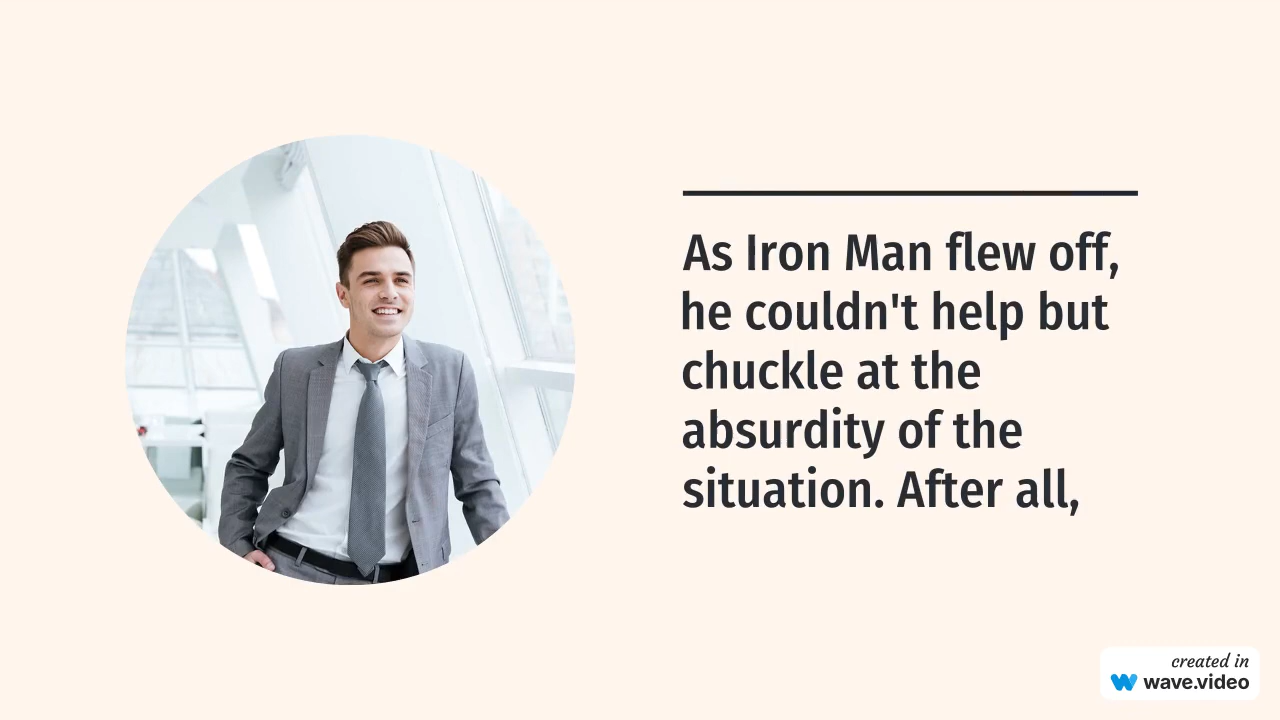 As Iron Man flew off,
he couldn't help but
chuckle at the
absurdity of the
situation. After all,
created in
wave.video